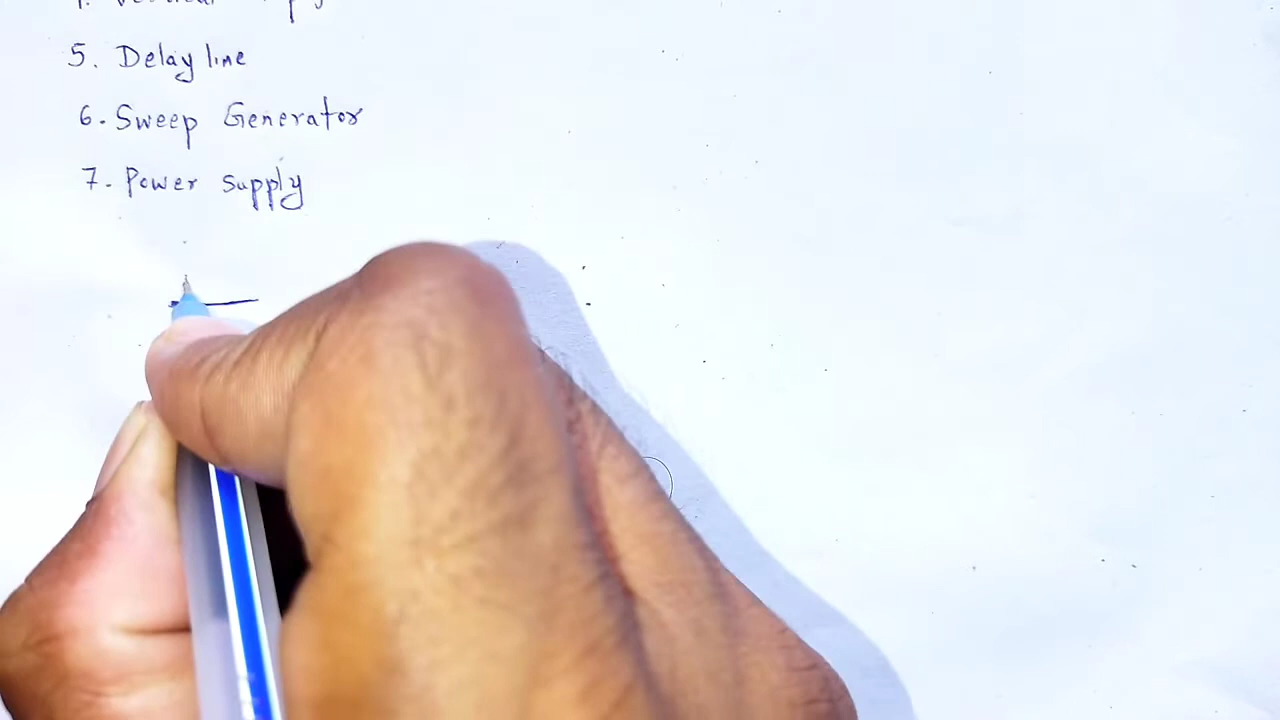 5. Delay line
6. Sweep Generator
7. Power supply